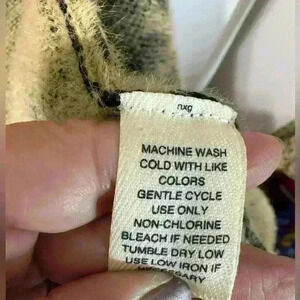 nxg
MACHINE WASH
COLD WITH LIKE
COLORS
GENTLE CYCLE
USE ONLY
NON-CHLORINE
BLEACH IF NEEDED
TUMBLE DRY LOW
USE LOW IRON IF
NECESSARY